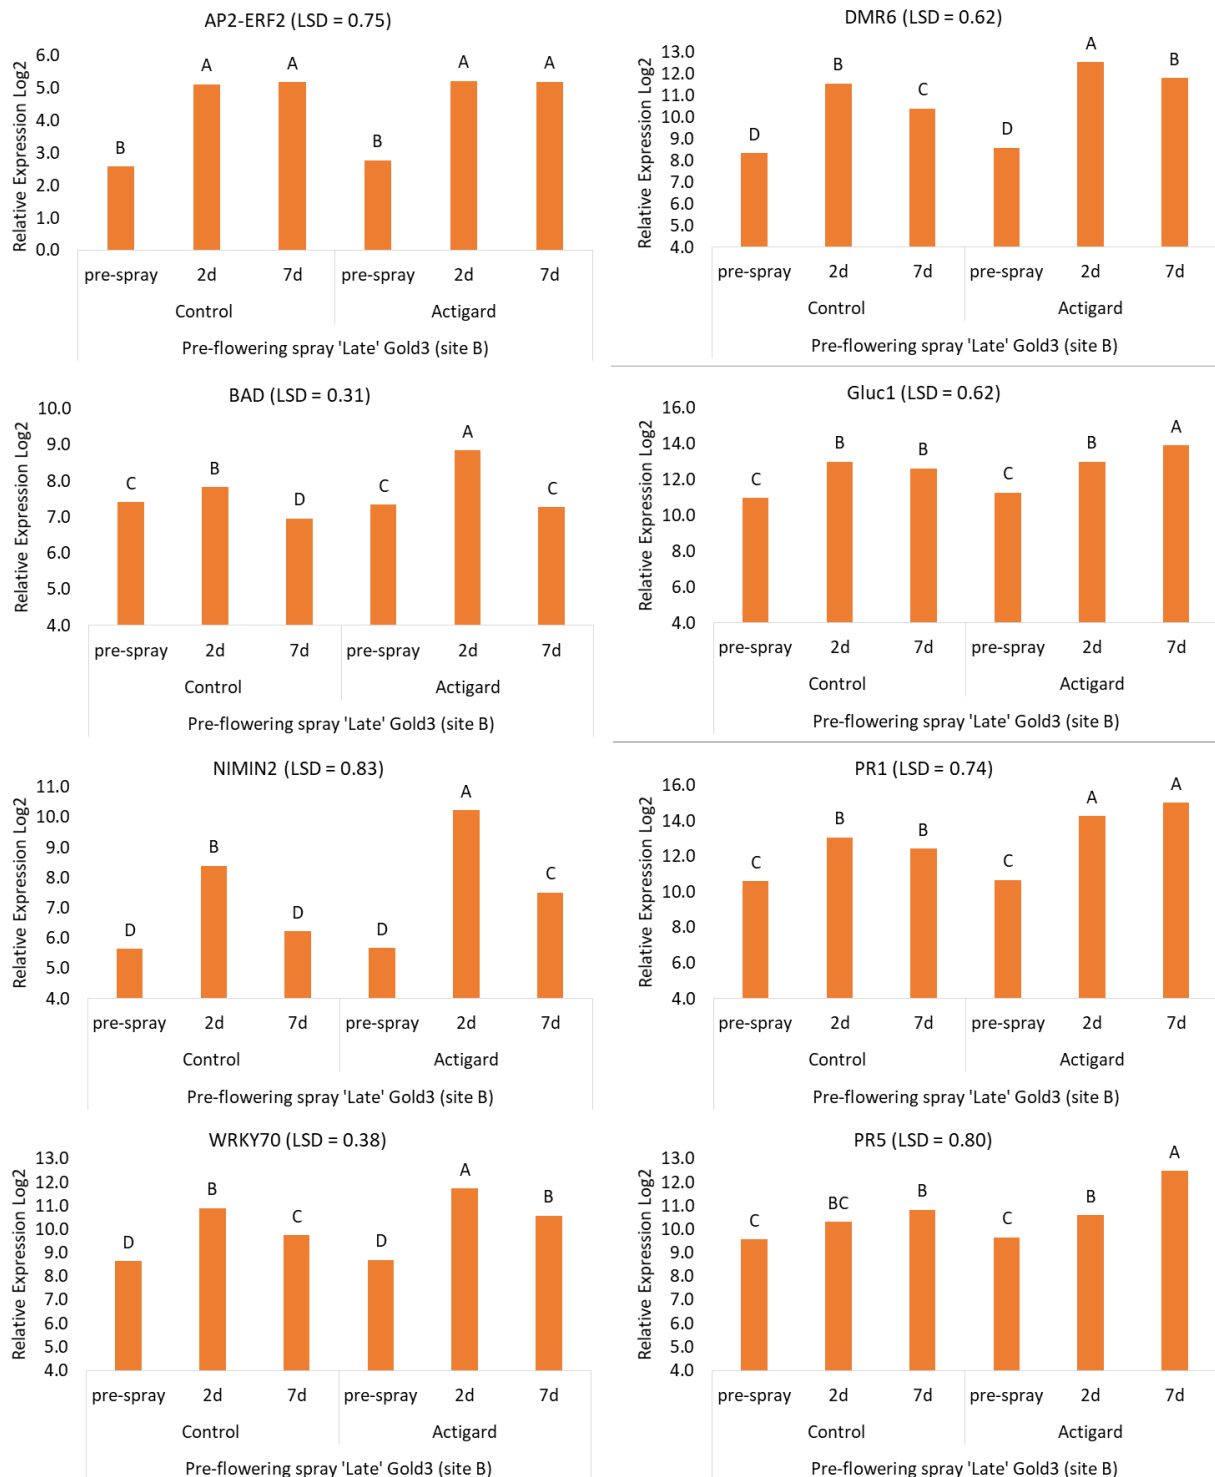 AP2-ERF2 (LSD = 0.75)
Relative Expression Log2
6.0
5.0
4.0
3.0
2.0
1.0
0.0
B A A B A A
pre-spray 2d 7d pre-spray 2d 7d
Control Actigard
Pre-flowering spray 'Late' Gold3 (site B)
DMR6 (LSD = 0.62)
Relative Expression Log2
13.0
12.0
11.0
10.0
9.0
8.0
7.0
6.0
5.0
4.0
D B C D A B
pre-spray 2d 7d pre-spray 2d 7d
Control Actigard
Pre-flowering spray 'Late' Gold3 (site B)
BAD (LSD = 0.31)
Relative Expression Log2
10.0
9.0
8.0
7.0
6.0
5.0
4.0
C B D C A C
pre-spray 2d 7d pre-spray 2d 7d
Control Actigard
Pre-flowering spray 'Late' Gold3 (site B)
Gluc1 (LSD = 0.62)
Relative Expression Log2
16.0
14.0
12.0
10.0
8.0
6.0
4.0
C B B C B A
pre-spray 2d 7d pre-spray 2d 7d
Control Actigard
Pre-flowering spray 'Late' Gold3 (site B)
NIMIN2 (LSD = 0.83)
Relative Expression Log2
11.0
10.0
9.0
8.0
7.0
6.0
5.0
4.0
D B D D A C
pre-spray 2d 7d pre-spray 2d 7d
Control Actigard
Pre-flowering spray 'Late' Gold3 (site B)
PR1 (LSD = 0.74)
Relative Expression Log2
16.0
14.0
12.0
10.0
8.0
6.0
4.0
C B B C A A
pre-spray 2d 7d pre-spray 2d 7d
Control Actigard
Pre-flowering spray 'Late' Gold3 (site B)
WRKY70 (LSD = 0.38)
Relative Expression Log2
13.0
12.0
11.0
10.0
9.0
8.0
7.0
6.0
5.0
4.0
D B C D A B
pre-spray 2d 7d pre-spray 2d 7d
Control Actigard
Pre-flowering spray 'Late' Gold3 (site B)
PR5 (LSD = 0.80)
Relative Expression Log2
13.0
12.0
11.0
10.0
9.0
8.0
7.0
6.0
5.0
4.0
C BC B C B A
pre-spray 2d 7d pre-spray 2d 7d
Control Actigard
Pre-flowering spray 'Late' Gold3 (site B)